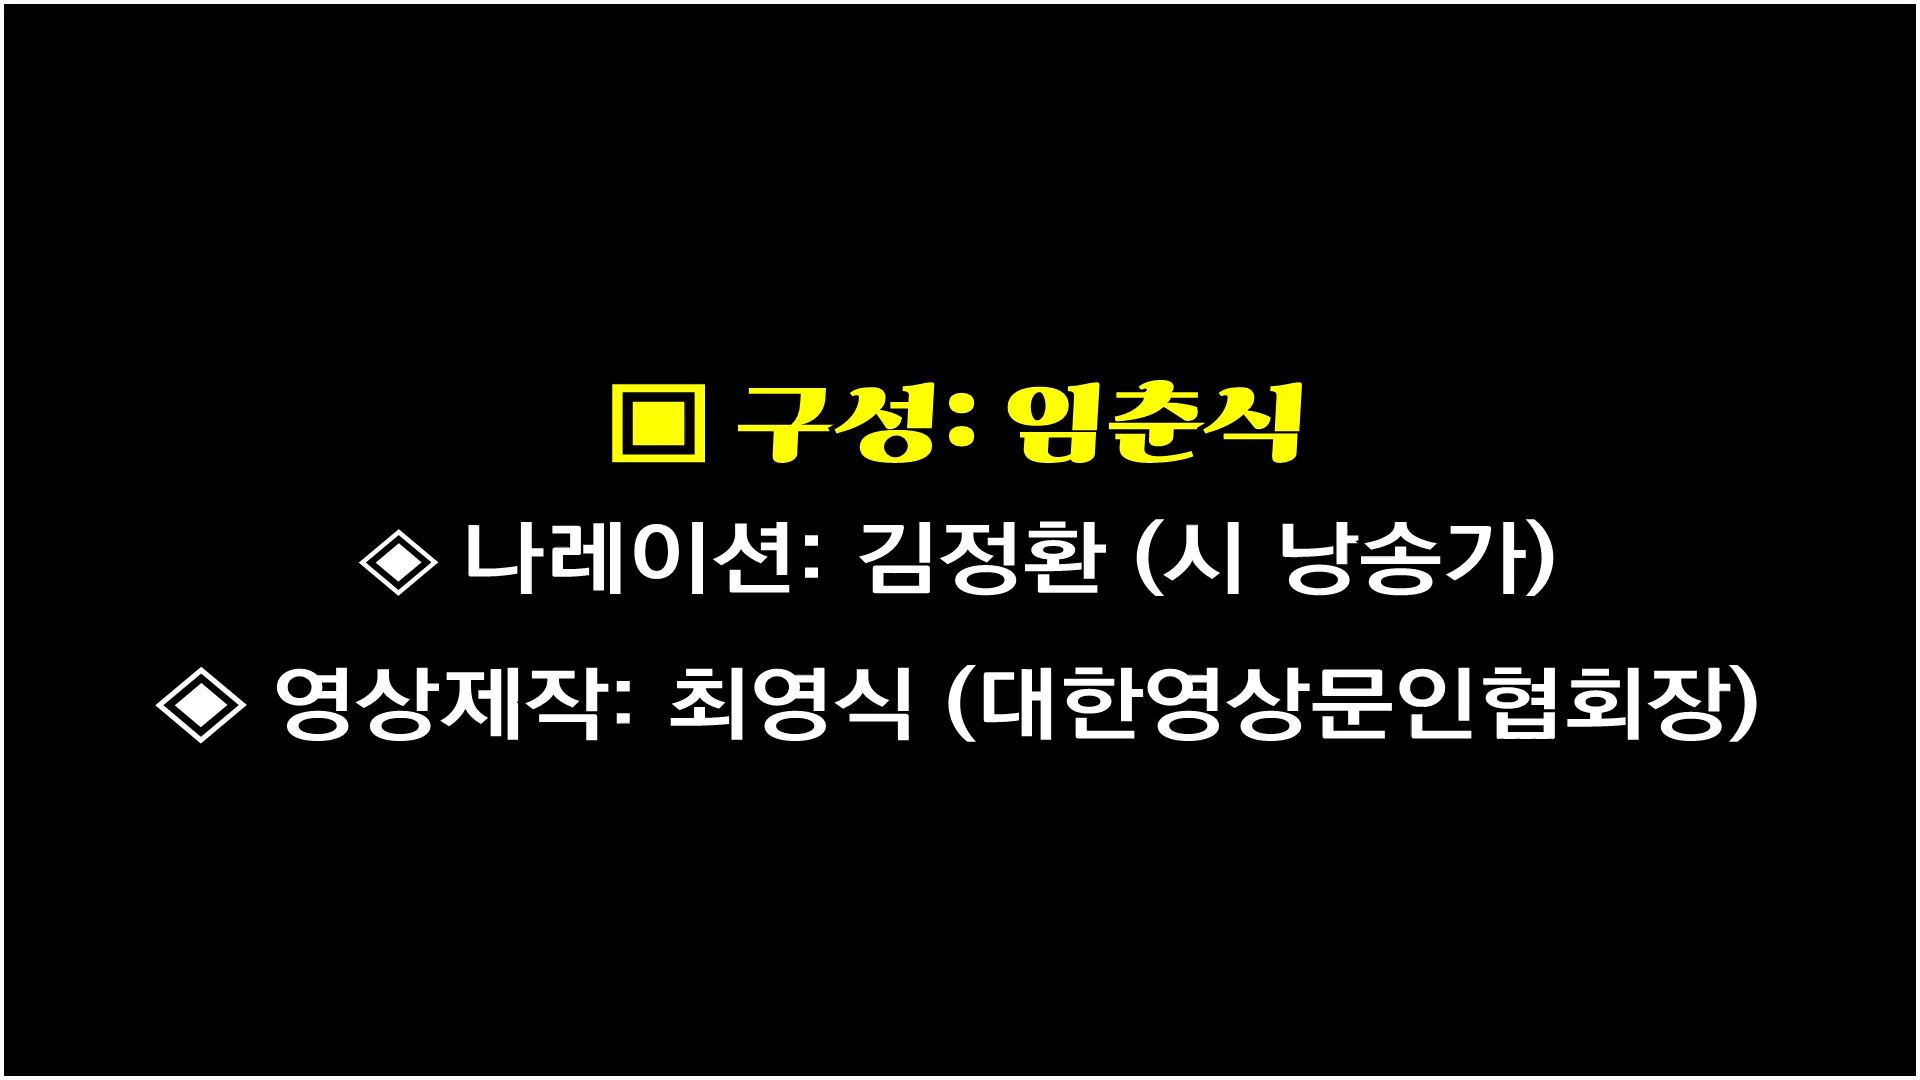 ▣ 구성: 임춘식
◈ 나레이션: 김정환 (시 낭송가)
◈ 영상제작: 최영식 (대한영상문인협회장)